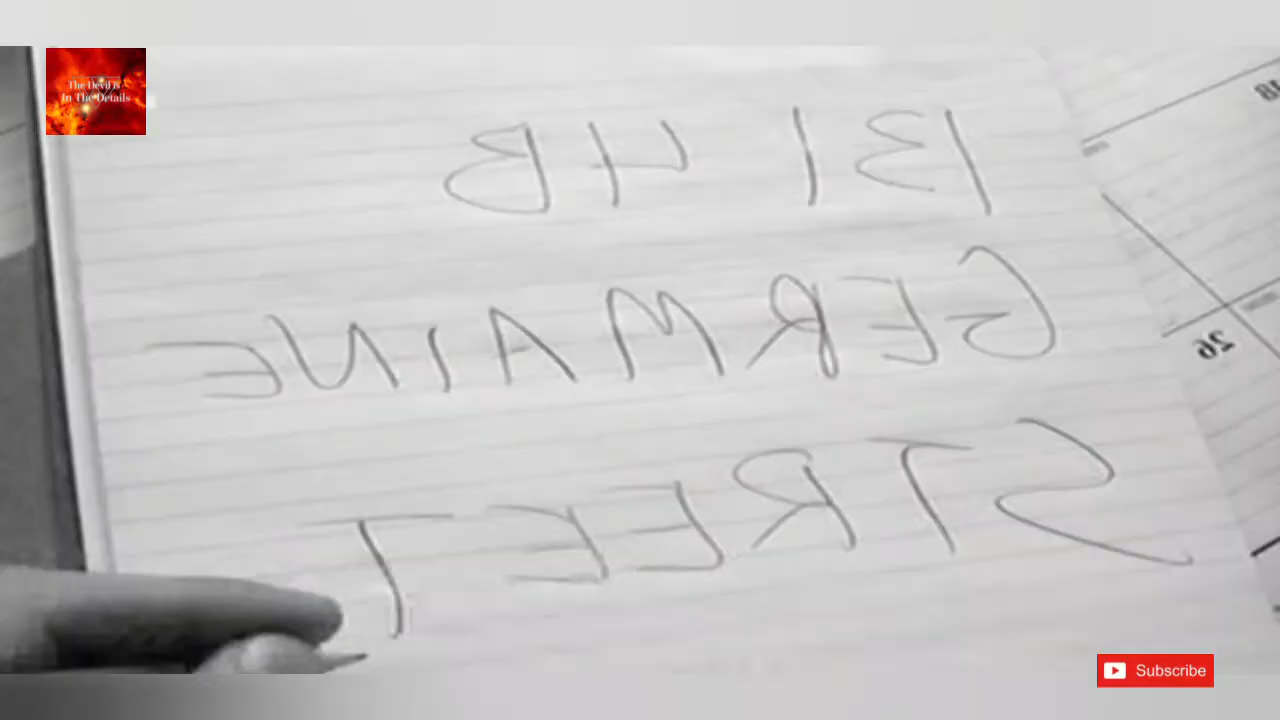 The Devil is
In The Details
131 4B
GERMAINE
STREET
26
Subscribe